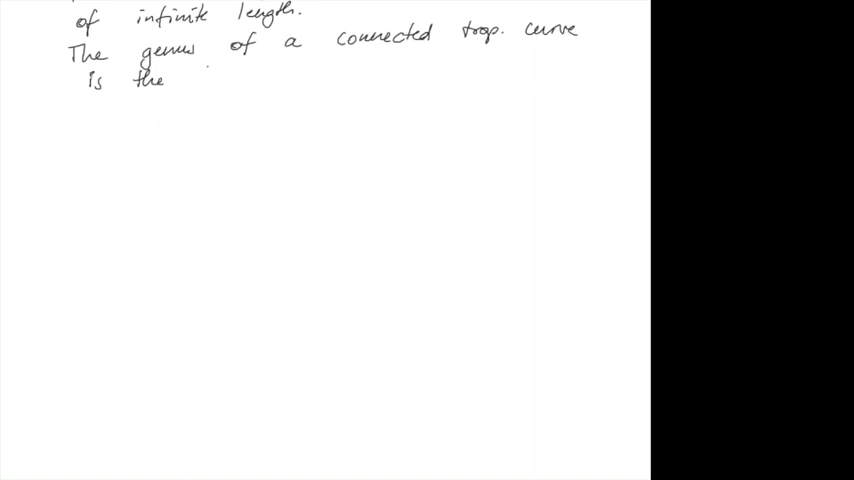 of infinite length.
The genus of a connected trop. curve
is the